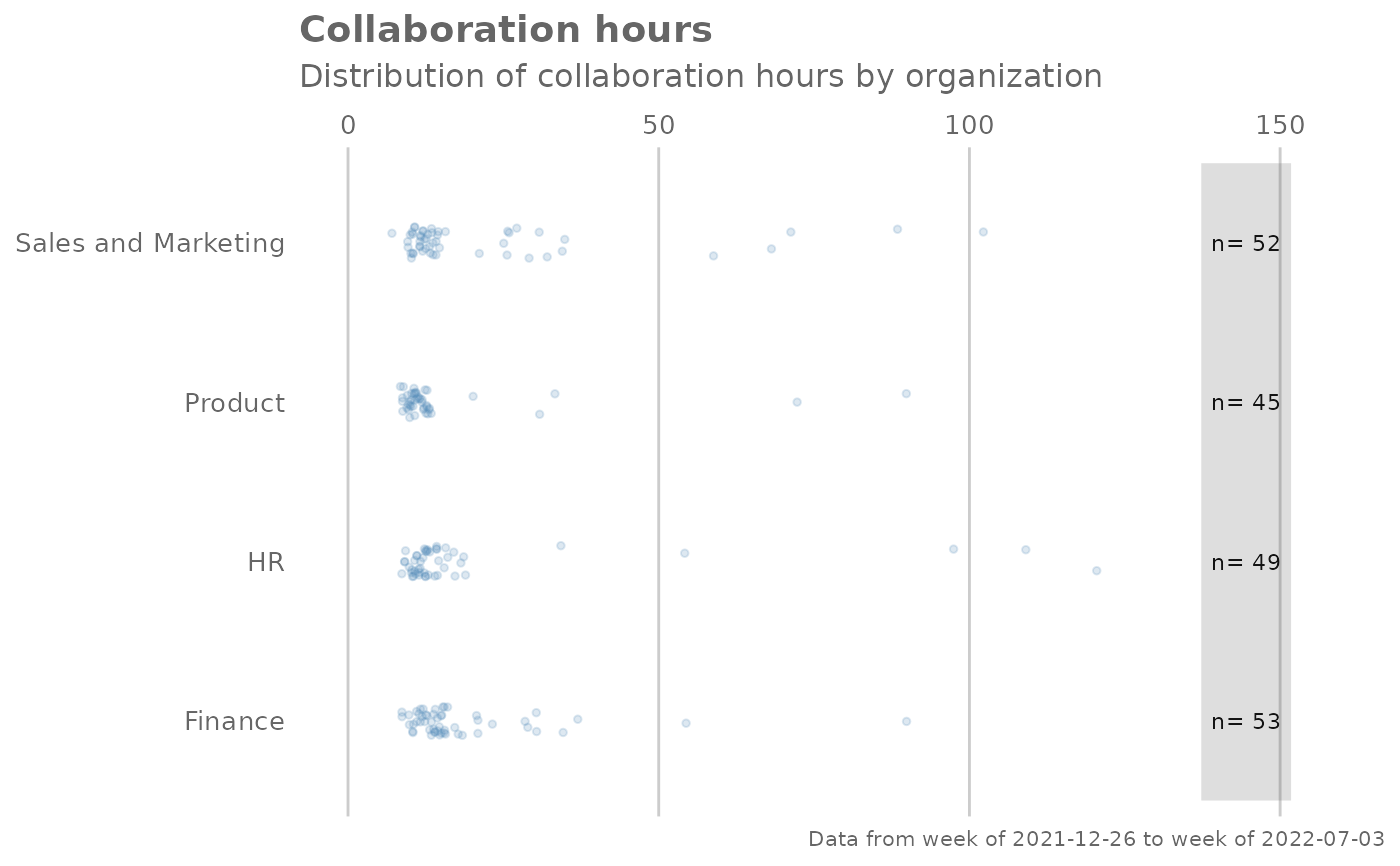 Collaboration hours
Distribution of collaboration hours by organization
0 50 100 150
Sales and Marketing n= 52
Product n= 45
HR n= 49
Finance n= 53
Data from week of 2021-12-26 to week of 2022-07-03